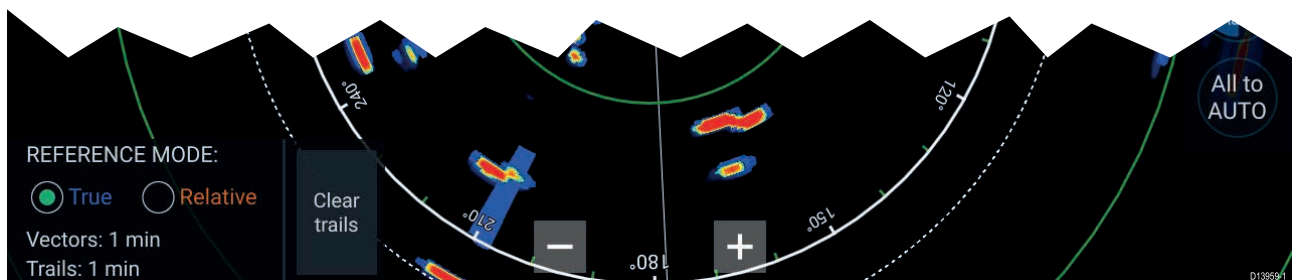 240°
120°
All to
AUTO
REFERENCE MODE:
True
Relative
Clear
trails
Vectors: 1 min
Trails: 1 min
210°
150°
180°
−
+
D13959-1